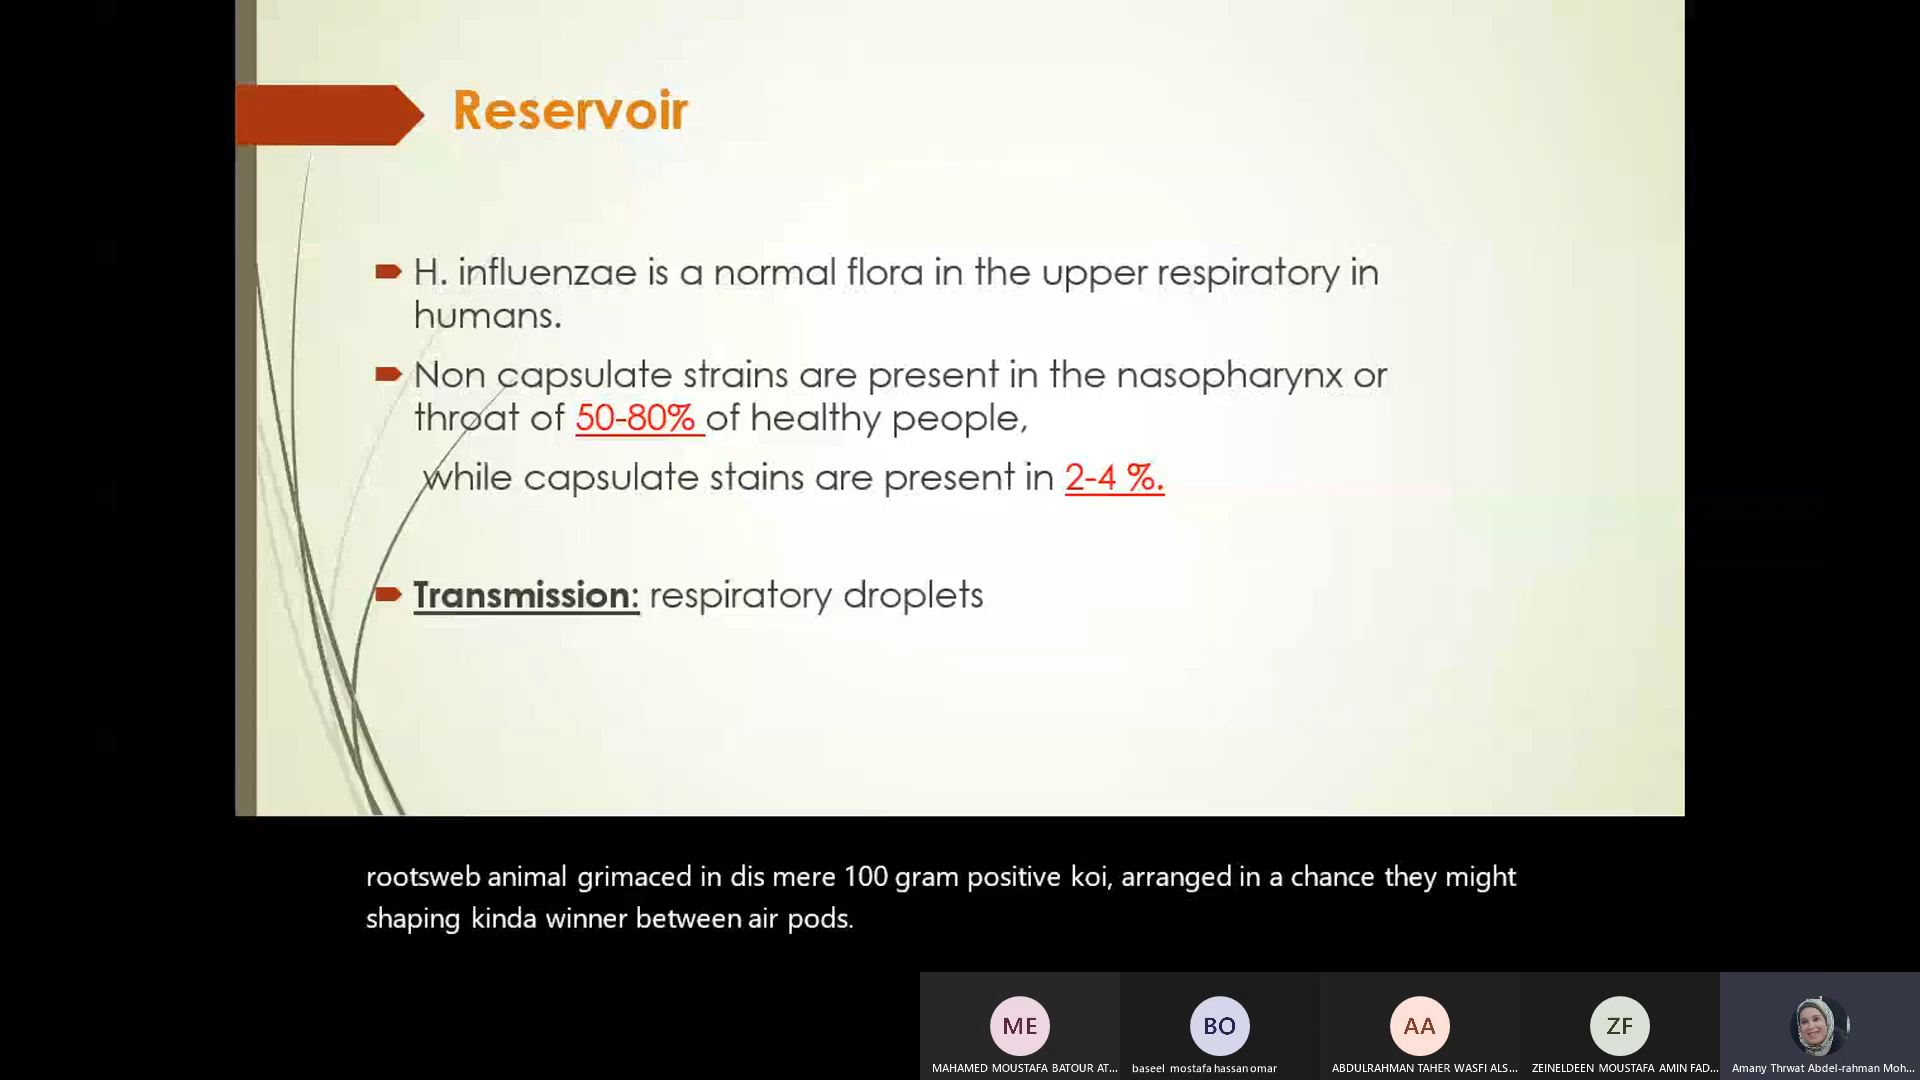 Reservoir
H. influenzae is a normal flora in the upper respiratory in
humans.
Non capsulate strains are present in the nasopharynx or
throat of 50-80% of healthy people,
while capsulate stains are present in 2-4 %.
Transmission: respiratory droplets
rootsweb animal grimaced in dis mere 100 gram positive koi, arranged in a chance they might
shaping kinda winner between air pods.
ME BO AA ZF
MAHAMED MOUSTAFA BATOUR AT... baseel mostafa hassan omar ABDULRAHMAN TAHER WASFI ALS... ZEINELDEEN MOUSTAFA AMIN FAD... Amany Thrwat Abdel-rahman Moh...